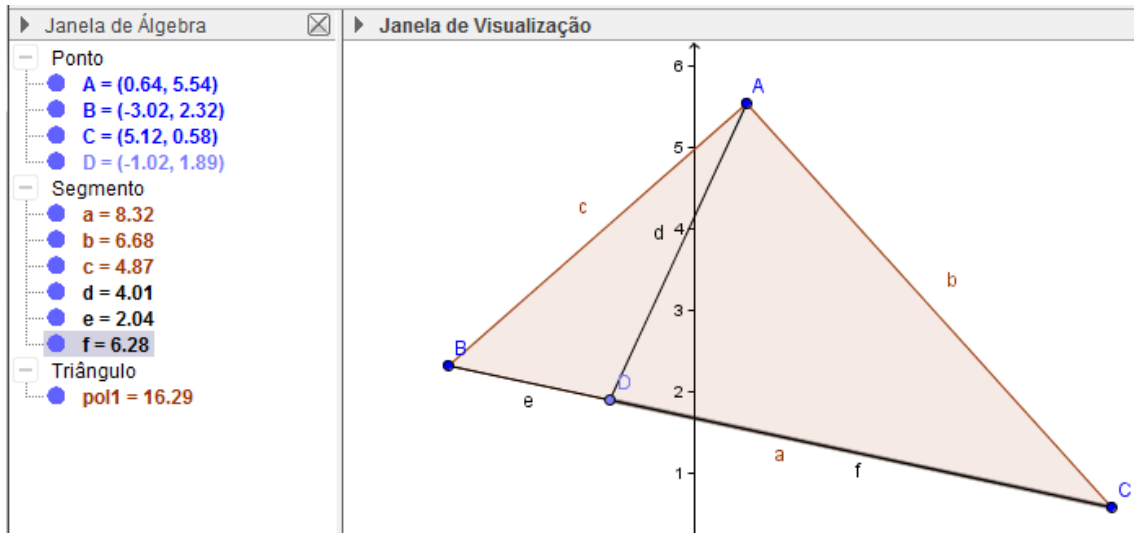 Janela de Álgebra
Ponto
A = (0.64, 5.54)
B = (-3.02, 2.32)
C = (5.12, 0.58)
D = (-1.02, 1.89)
Segmento
a = 8.32
b = 6.68
c = 4.87
d = 4.01
e = 2.04
f = 6.28
Triângulo
pol1 = 16.29
Janela de Visualização
6
A
5
c
d
4
b
3
B
D
2
e
a
f
1
C